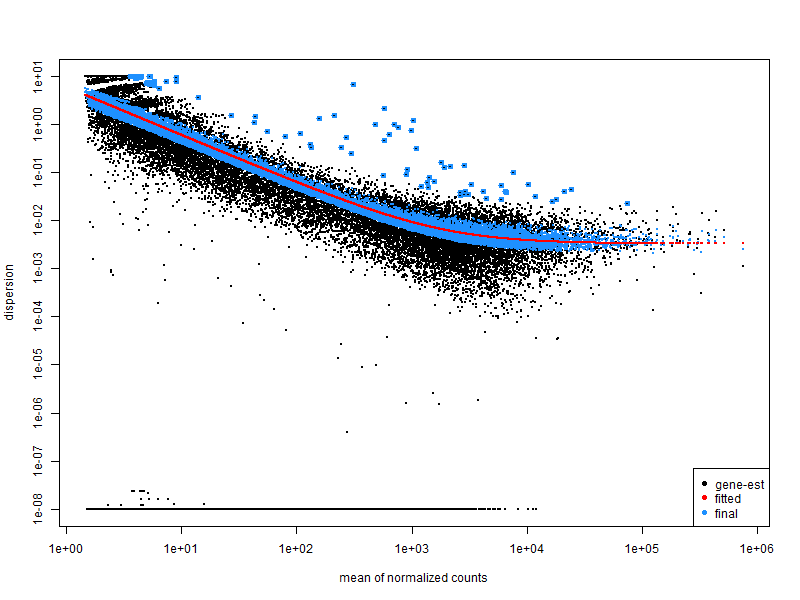 dispersion
1e+01
1e+00
1e-01
1e-02
1e-03
1e-04
1e-05
1e-06
1e-07
1e-08
gene-est
fitted
final
1e+00 1e+01 1e+02 1e+03 1e+04 1e+05 1e+06
mean of normalized counts